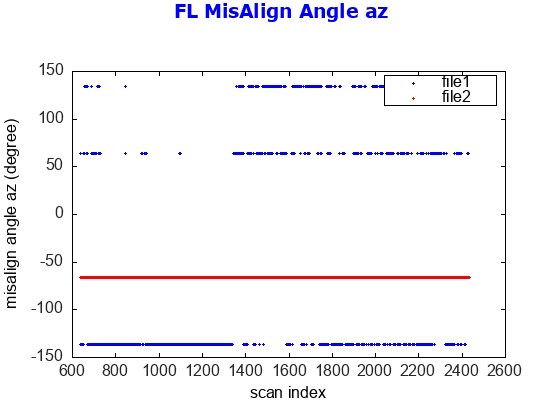 FL MisAlign Angle az
150
100
50
0
-50
-100
-150
600 800 1000 1200 1400 1600 1800 2000 2200 2400 2600
misalign angle az (degree)
scan index
file1
file2